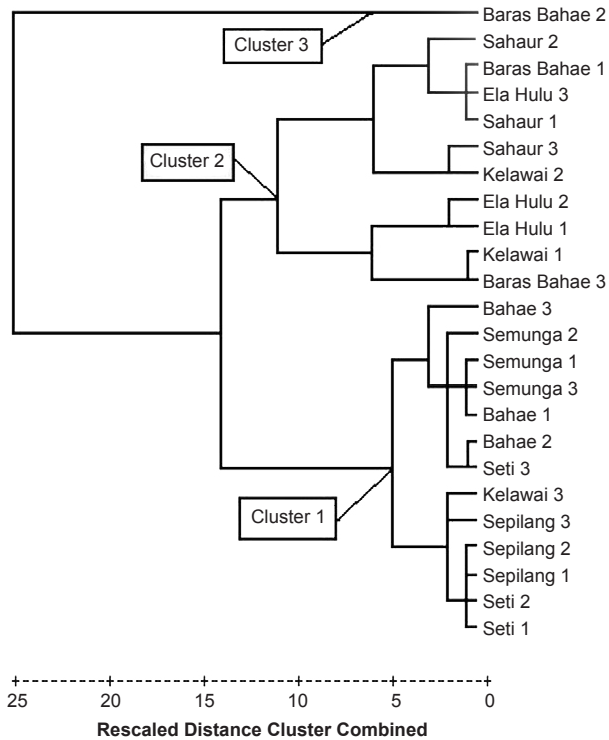 Baras Bahae 2
Cluster 3
Sahaur 2
Baras Bahae 1
Ela Hulu 3
Sahaur 1
Cluster 2
Sahaur 3
Kelawai 2
Ela Hulu 2
Ela Hulu 1
Kelawai 1
Baras Bahae 3
Bahae 3
Semunga 2
Semunga 1
Semunga 3
Bahae 1
Bahae 2
Seti 3
Kelawai 3
Cluster 1
Sepilang 3
Sepilang 2
Sepilang 1
Seti 2
Seti 1
25 20 15 10 5 0
Rescaled Distance Cluster Combined